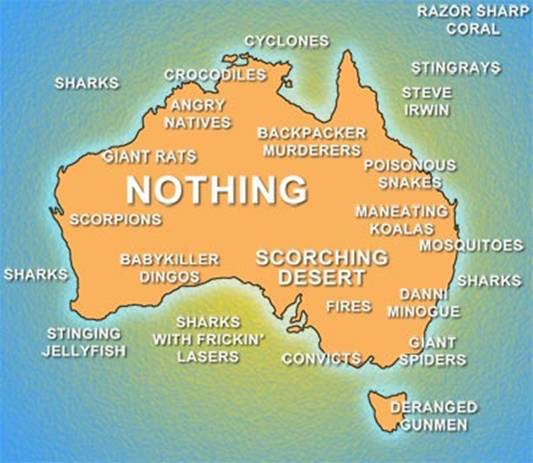 RAZOR SHARP
CORAL
CYCLONES
STINGRAYS
CROCODILES
SHARKS
STEVE
IRWIN
ANGRY
NATIVES
BACKPACKER
MURDERERS
GIANT RATS
POISONOUS
SNAKES
NOTHING
MANEATING
KOALAS
SCORPIONS
MOSQUITOES
BABYKILLER
DINGOS
SCORCHING
DESERT
SHARKS
SHARKS
DANNI
MINOGUE
FIRES
SHARKS
WITH FRICKIN'
LASERS
STINGING
JELLYFISH
GIANT
SPIDERS
CONVICTS
DERANGED
GUNMEN